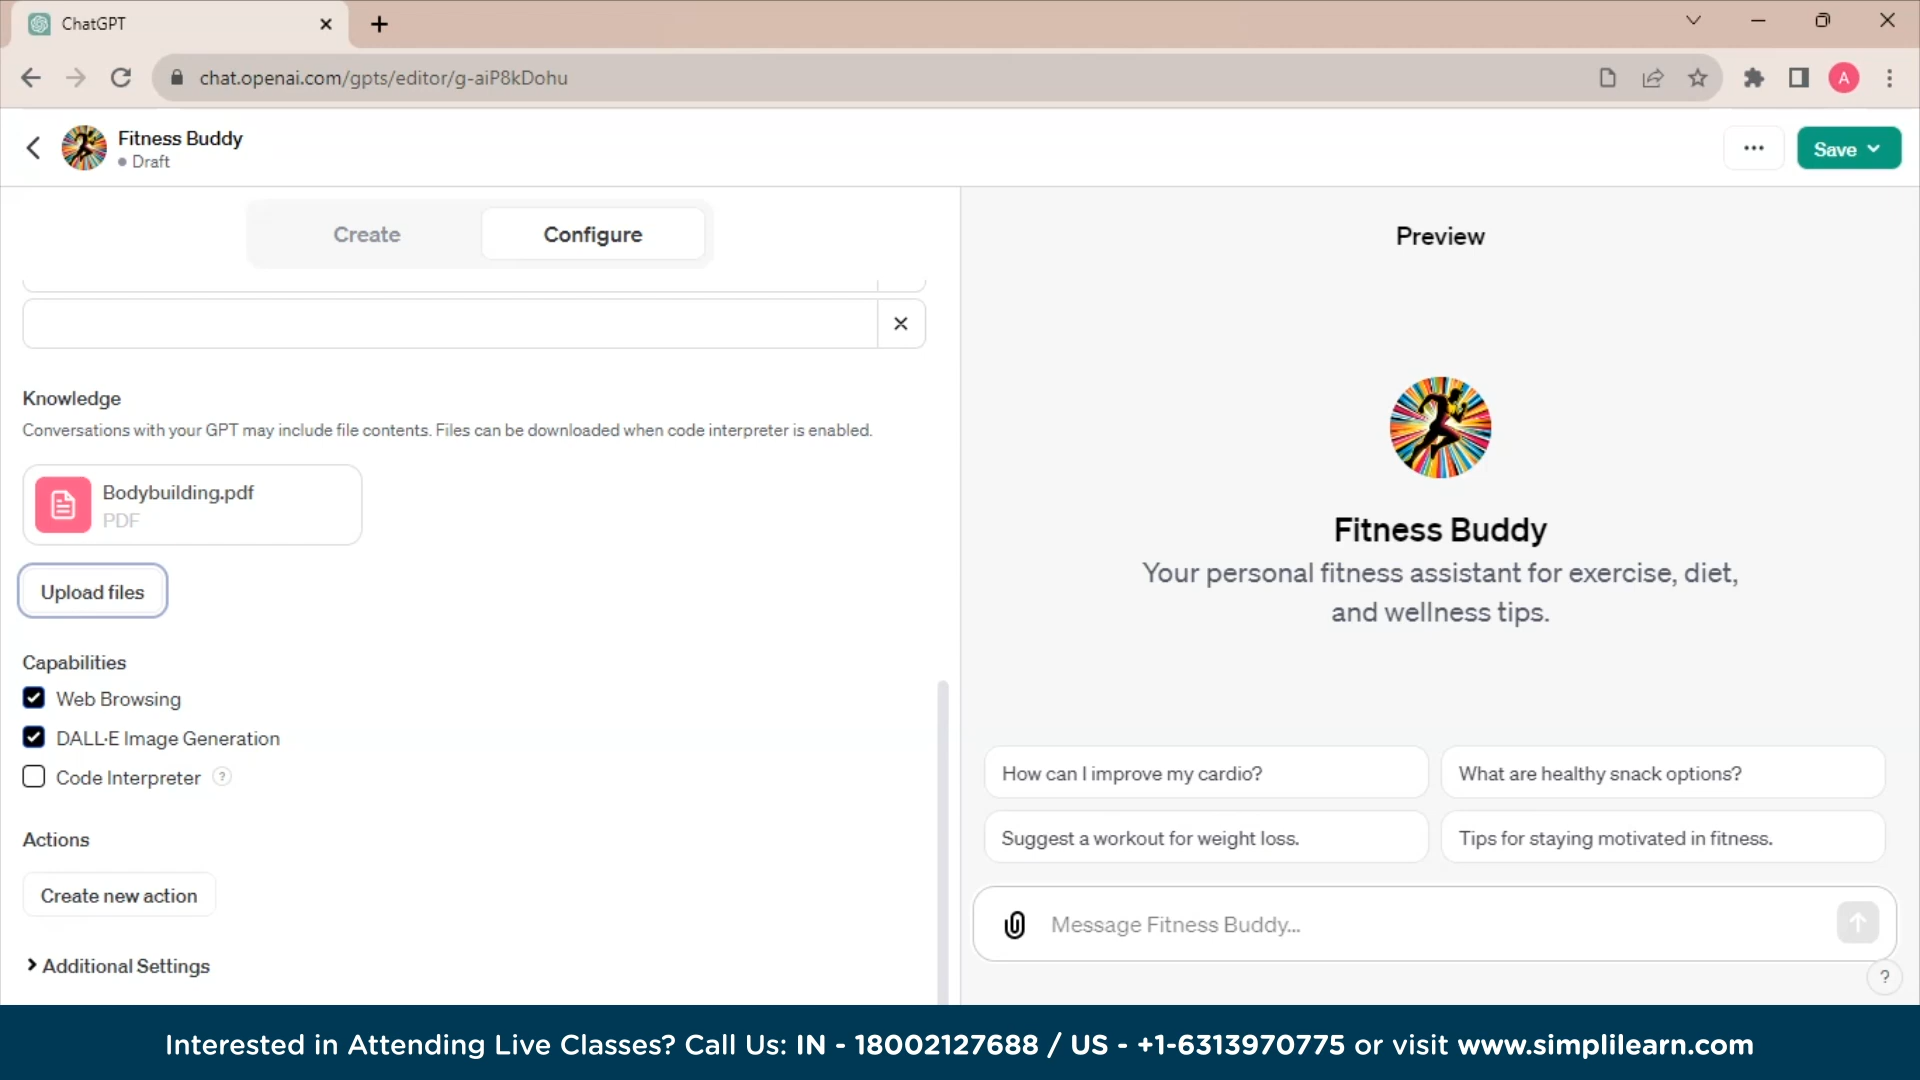 ChatGPT
chat.openai.com/gpts/editor/g-aiP8kDohu
A
Fitness Buddy
Draft
Save
Create
Configure
Preview
Knowledge
Conversations with your GPT may include file contents. Files can be downloaded when code interpreter is enabled.
Bodybuilding.pdf
PDF
Upload files
Capabilities
Web Browsing
DALL·E Image Generation
Code Interpreter ?
Actions
Create new action
Additional Settings
Fitness Buddy
Your personal fitness assistant for exercise, diet,
and wellness tips.
How can I improve my cardio?
What are healthy snack options?
Suggest a workout for weight loss.
Tips for staying motivated in fitness.
Message Fitness Buddy...
?
Interested in Attending Live Classes? Call Us: IN - 18002127688 / US - +1-6313970775 or visit www.simplilearn.com